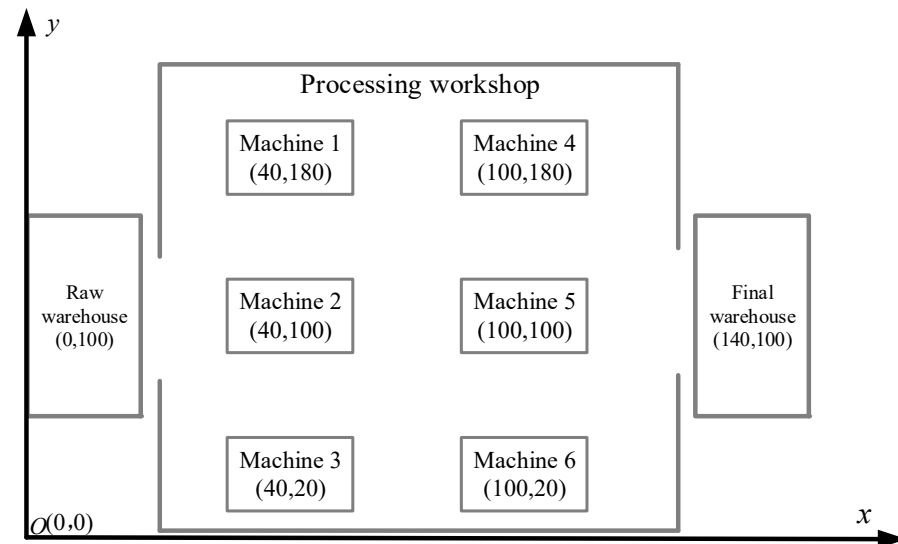 y
Processing workshop
Machine 1
(40,180)
Machine 4
(100,180)
Raw
warehouse
(0,100)
Machine 2
(40,100)
Machine 5
(100,100)
Final
warehouse
(140,100)
Machine 3
(40,20)
Machine 6
(100,20)
O(0,0)
x